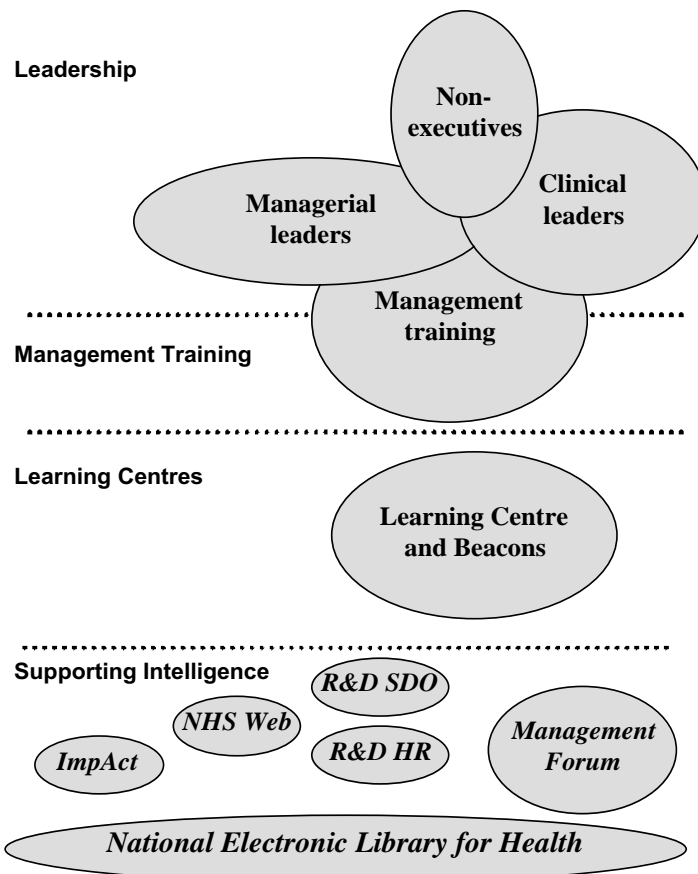 Leadership
Non-
executives
Clinical
leaders
Managerial
leaders
Management
training
Management Training
Learning Centres
Learning Centre
and Beacons
Supporting Intelligence
R&D SDO
NHS Web
Management
Forum
R&D HR
ImpAct
National Electronic Library for Health